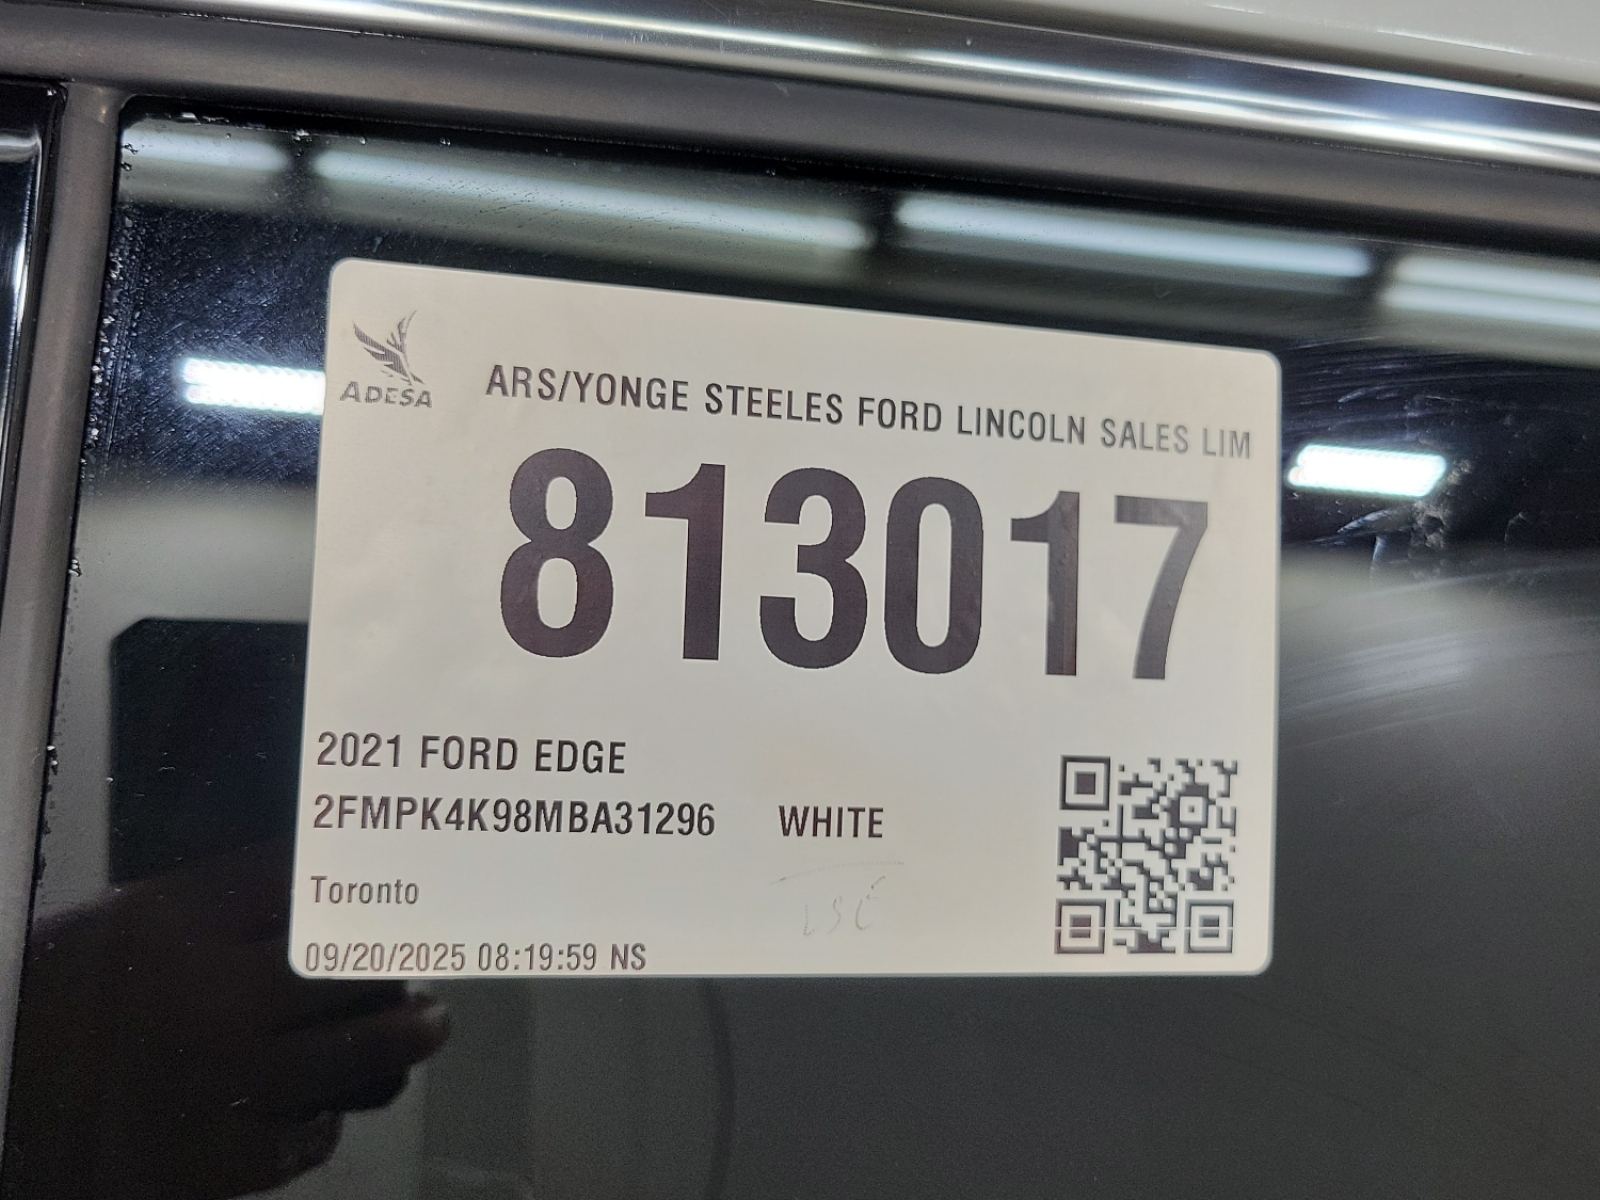 ADESA
ARS/YONGE STEELES FORD LINCOLN SALES LIM
813017
2021 FORD EDGE
2FMPK4K98MBA31296 WHITE
Toronto
09/20/2025 08:19:59 NS